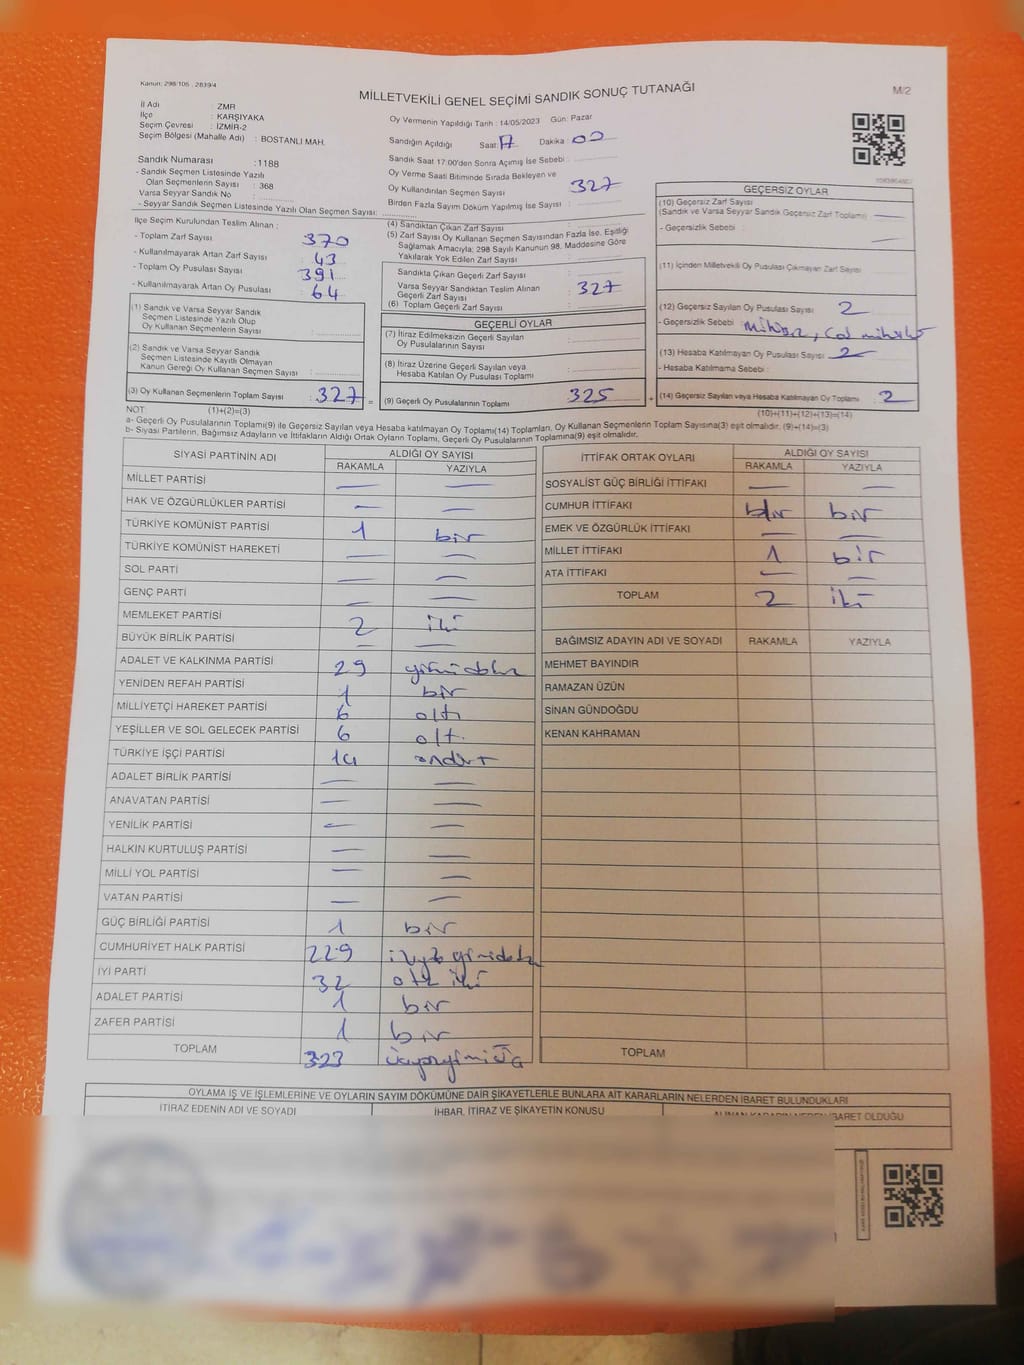 Kanun: 298/105 , 2839/4
MİLLETVEKİLİ GENEL SEÇİMİ SANDIK SONUÇ TUTANAĞI
M/2
İl Adı : ZMR
İlçe : KARŞIYAKA
Seçim Çevresi : İZMİR-2
Seçim Bölgesi (Mahalle Adı) : BOSTANLI MAH.
Oy Vermenin Yapıldığı Tarih : 14/05/2023 Gün: Pazar
Sandığın Açıldığı Saat: Dakika :
Sandık Saat 17:00'den Sonra Açımış İse Sebebi :
Sandık Numarası :1188
- Sandık Seçmen Listesinde Yazılı
Olan Seçmenlerin Sayısı : 368
Varsa Seyyar Sandık No :
- Seyyar Sandık Seçmen Listesinde Yazılı Olan Seçmen Sayısı:
Oy Verme Saati Bitiminde Sırada Bekleyen ve
Oy Kullandırılan Seçmen Sayısı : 327
Birden Fazla Sayım Döküm Yapılmış İse Sayısı :
İlçe Seçim Kurulundan Teslim Alınan :
- Toplam Zarf Sayısı : 370
- Kullanılmayarak Artan Zarf Sayısı : 43
- Toplam Oy Pusulası Sayısı : 391
- Kullanılmayarak Artan Oy Pusulası : 64
(1) Sandık ve Varsa Seyyar Sandık
Seçmen Listesinde Yazılı Olup
Oy Kullanan Seçmenlerin Sayısı :
(2) Sandık ve Varsa Seyyar Sandık
Seçmen Listesinde Kayıtlı Olmayan
Kanun Gereği Oy Kullanan Seçmen Sayısı :
(3) Oy Kullanan Seçmenlerin Toplam Sayısı : 327
(4) Sandıktan Çıkan Zarf Sayısı :
(5) Zarf Sayısı Oy Kullanan Seçmen Sayısından Fazla İse, Eşitliği
Sağlamak Amacıyla; 298 Sayılı Kanunun 98. Maddesine Göre
Yakılarak Yok Edilen Zarf Sayısı :
Sandıkta Çıkan Geçerli Zarf Sayısı :
Varsa Seyyar Sandıktan Teslim Alınan
Geçerli Zarf Sayısı : 327
(6) Toplam Geçerli Zarf Sayısı :
GEÇERLİ OYLAR
(7) İtiraz Edilmeksizin Geçerli Sayılan
Oy Pusulalarının Sayısı :
(8) İtiraz Üzerine Geçerli Sayılan veya
Hesaba Katılan Oy Pusulası Toplamı :
(9) Geçerli Oy Pusulalarının Toplamı : 325
GEÇERSİZ OYLAR
(10) Geçersiz Zarf Sayısı
(Sandık ve Varsa Seyyar Sandık Geçersiz Zarf Toplamı) :
- Geçersizlik Sebebi :
(11) İçinden Milletvekili Oy Pusulası Çıkmayan Zarf Sayısı :
(12) Geçersiz Sayılan Oy Pusulası Sayısı : 2
- Geçersizlik Sebebi :
(13) Hesaba Katılmayan Oy Pusulası Sayısı : 2
- Hesaba Katılmama Sebebi :
(14) Geçersiz Sayılan veya Hesaba Katılmayan Oy Toplamı : 2
NOT: (1)+(2)=(3)
(10)+(11)+(12)+(13)=(14)
a- Geçerli Oy Pusulalarının Toplamı(9) ile Geçersiz Sayılan veya Hesaba katılmayan Oy Toplamı(14) Toplamları, Oy Kullanan Seçmenlerin Toplam Sayısına(3) eşit olmalıdır. (9)+(14)=(3)
b- Siyasi Partilerin, Bağımsız Adayların ve İttifakların Aldığı Ortak Oyların Toplamı, Geçerli Oy Pusulalarının Toplamına(9) eşit olmalıdır.
SİYASİ PARTİNİN ADI ALDIĞI OY SAYISI
RAKAMLA YAZIYLA
MİLLET PARTİSİ
HAK VE ÖZGÜRLÜKLER PARTİSİ
TÜRKİYE KOMÜNİST PARTİSİ 1 bir
TÜRKİYE KOMÜNİST HAREKETİ
SOL PARTİ
GENÇ PARTİ
MEMLEKET PARTİSİ 2 iki
BÜYÜK BİRLİK PARTİSİ
ADALET VE KALKINMA PARTİSİ 29
YENİDEN REFAH PARTİSİ 1 bir
MİLLİYETÇİ HAREKET PARTİSİ 6 altı
YEŞİLLER VE SOL GELECEK PARTİSİ 6 altı
TÜRKİYE İŞÇİ PARTİSİ 14 ondört
ADALET BİRLİK PARTİSİ
ANAVATAN PARTİSİ
YENİLİK PARTİSİ
HALKIN KURTULUŞ PARTİSİ
MİLLİ YOL PARTİSİ
VATAN PARTİSİ
GÜÇ BİRLİĞİ PARTİSİ 1 bir
CUMHURİYET HALK PARTİSİ 229
İYİ PARTİ 32 otz iki
ADALET PARTİSİ 1 bir
ZAFER PARTİSİ 1 bir
TOPLAM 323
İTTİFAK ORTAK OYLARI ALDIĞI OY SAYISI
RAKAMLA YAZIYLA
SOSYALİST GÜÇ BİRLİĞİ İTTİFAKI
CUMHUR İTTİFAKI bir bir
EMEK VE ÖZGÜRLÜK İTTİFAKI
MİLLET İTTİFAKI 1 bir
ATA İTTİFAKI
TOPLAM 2 iki
BAĞIMSIZ ADAYIN ADI VE SOYADI RAKAMLA YAZIYLA
MEHMET BAYINDIR
RAMAZAN ÜZÜN
SİNAN GÜNDOĞDU
KENAN KAHRAMAN
TOPLAM
OYLAMA İŞ VE İŞLEMLERİNE VE OYLARIN SAYIM DÖKÜMÜNE DAİR ŞİKAYETLERLE BUNLARA AİT KARARLARIN NELERDEN İBARET BULUNDUKLARI
İTİRAZ EDENİN ADI VE SOYADI İHBAR, İTİRAZ VE ŞİKAYETİN KONUSU ALINAN KARARIN NEDEN İBARET OLDUĞU